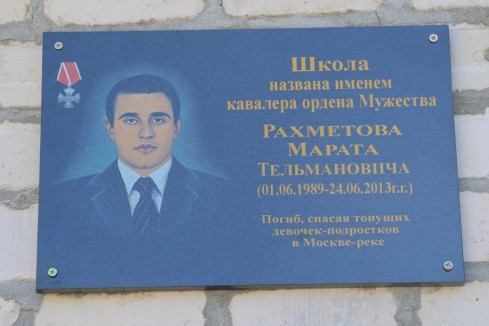 Школа
названа именем
кавалера ордена Мужества
РАХМЕТОВА
МАРАТА
ТЕЛЬМАНОВИЧА
(01.06.1989-24.06.2013г.г.)
Погиб, спасая тонущих
девочек-подростков
в Москве-реке